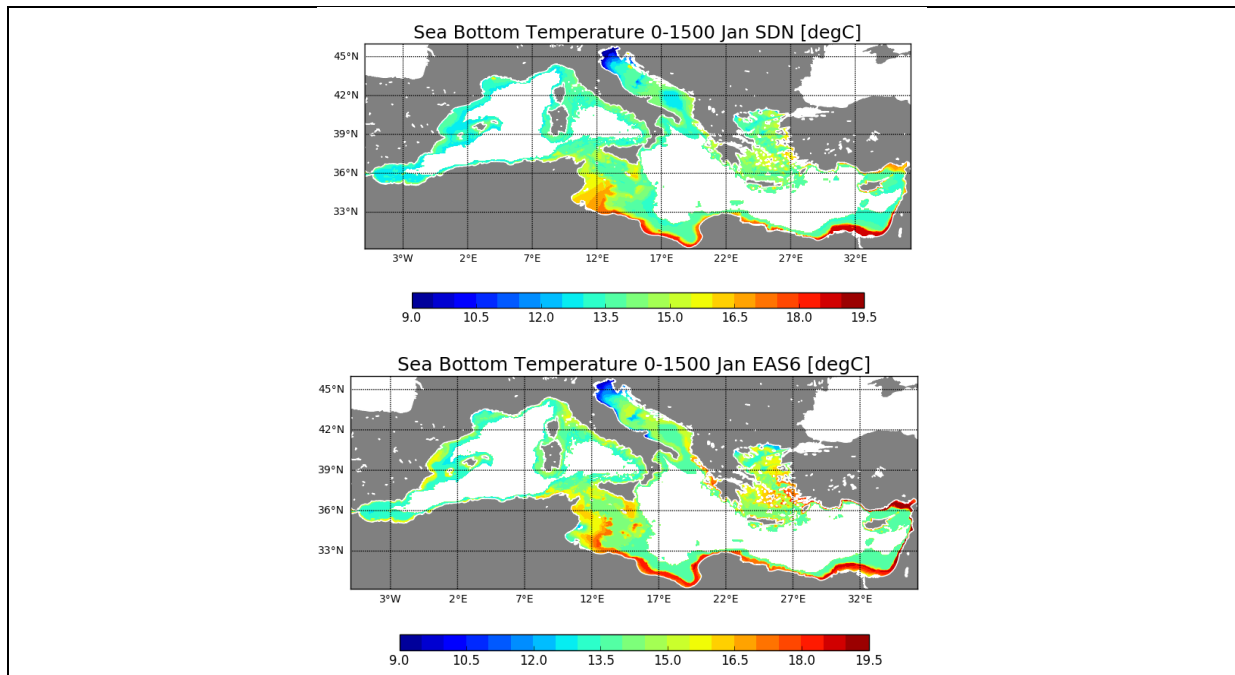 Sea Bottom Temperature 0-1500 Jan SDN [degC]
45°N
42°N
39°N
36°N
33°N
3°W 2°E 7°E 12°E 17°E 22°E 27°E 32°E
9.0 10.5 12.0 13.5 15.0 16.5 18.0 19.5
Sea Bottom Temperature 0-1500 Jan EAS6 [degC]
45°N
42°N
39°N
36°N
33°N
3°W 2°E 7°E 12°E 17°E 22°E 27°E 32°E
9.0 10.5 12.0 13.5 15.0 16.5 18.0 19.5